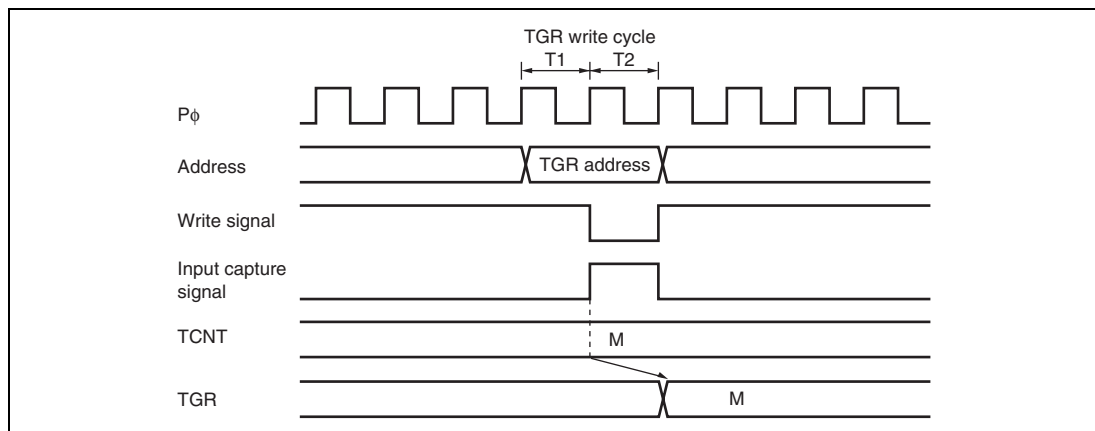 TGR write cycle
T1 T2
Pϕ
Address
TGR address
Write signal
Input capture
signal
TCNT
M
TGR
M